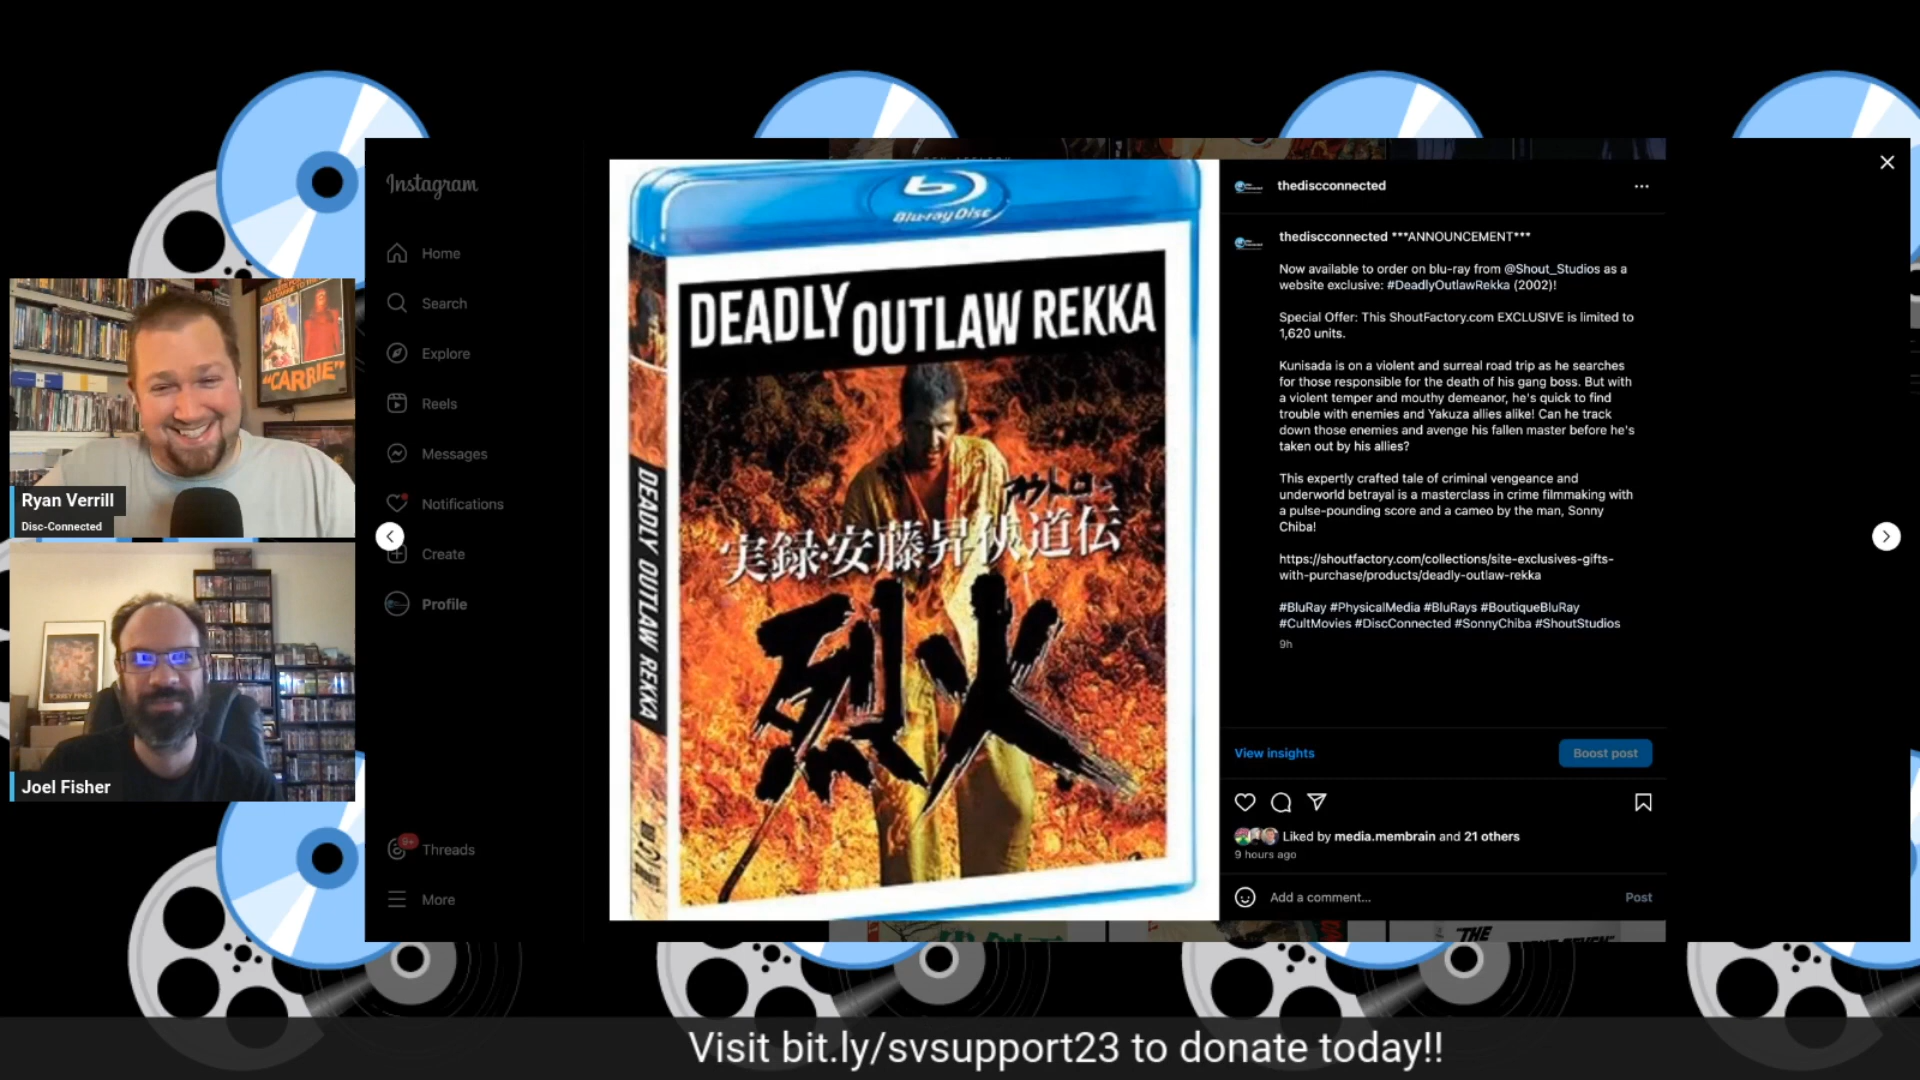 Instagram
Home
Search
Explore
Reels
Messages
Notifications
Create
Profile
9+
Threads
More
"CARRIE"
Ryan Verrill
Disc-Connected
TORREY PINES
Joel Fisher
Blu-ray Disc
DEADLY OUTLAW REKKA
DEADLY OUTLAW REKKA
アウトロー
実録・安藤昇侠道伝
烈火
thediscconnected
thediscconnected ***ANNOUNCEMENT***
Now available to order on blu-ray from @Shout_Studios as a
website exclusive: #DeadlyOutlawRekka (2002)!
Special Offer: This ShoutFactory.com EXCLUSIVE is limited to
1,620 units.
Kunisada is on a violent and surreal road trip as he searches
for those responsible for the death of his gang boss. But with
a violent temper and mouthy demeanor, he's quick to find
trouble with enemies and Yakuza allies alike! Can he track
down those enemies and avenge his fallen master before he's
taken out by his allies?
This expertly crafted tale of criminal vengeance and
underworld betrayal is a masterclass in crime filmmaking with
a pulse-pounding score and a cameo by the man, Sonny
Chiba!
https://shoutfactory.com/collections/site-exclusives-gifts-
with-purchase/products/deadly-outlaw-rekka
#BluRay #PhysicalMedia #BluRays #BoutiqueBluRay
#CultMovies #DiscConnected #SonnyChiba #ShoutStudios
9h
View insights
Boost post
Liked by media.membrain and 21 others
9 hours ago
Add a comment...
Post
THE
Visit bit.ly/svsupport23 to donate today!!